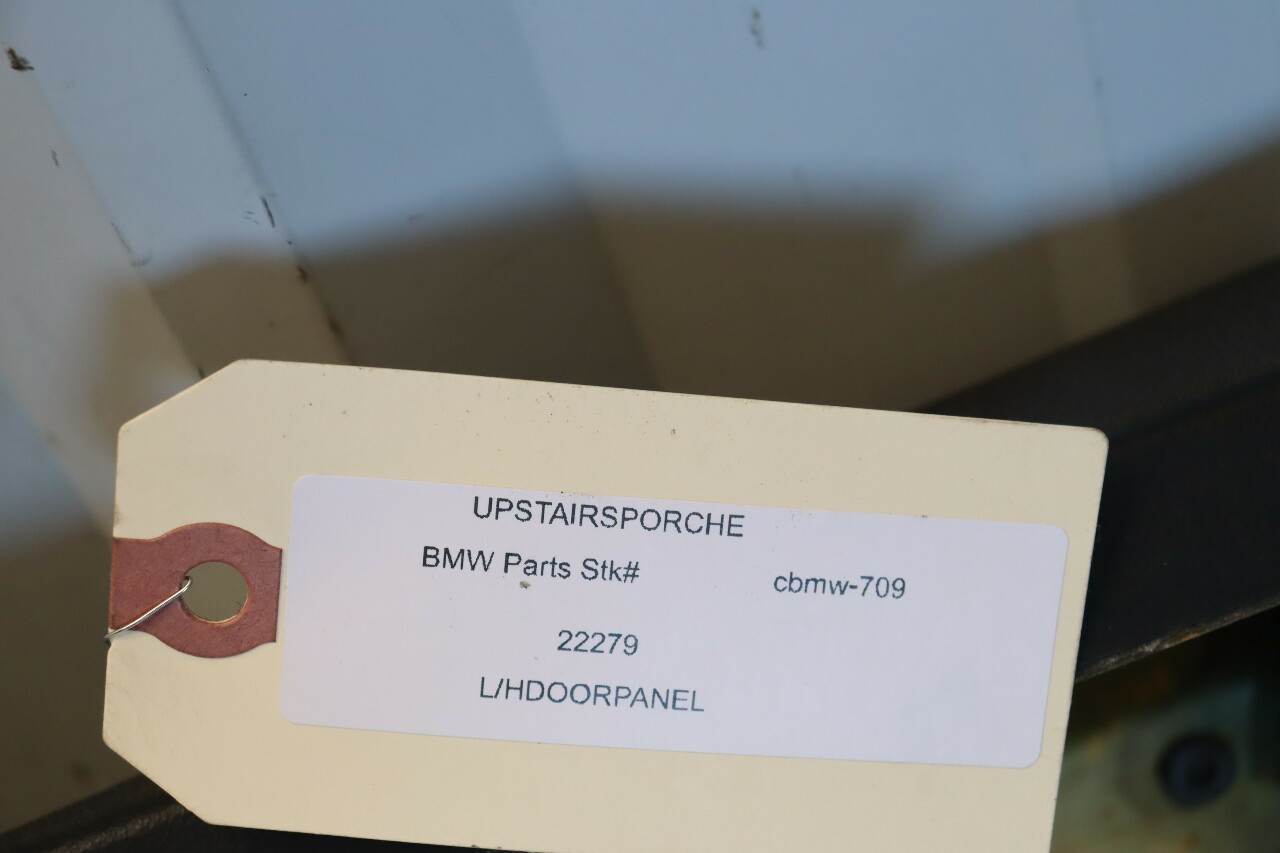 UPSTAIRSPORCHE
BMW Parts Stk# cbmw-709
22279
L/HDOORPANEL